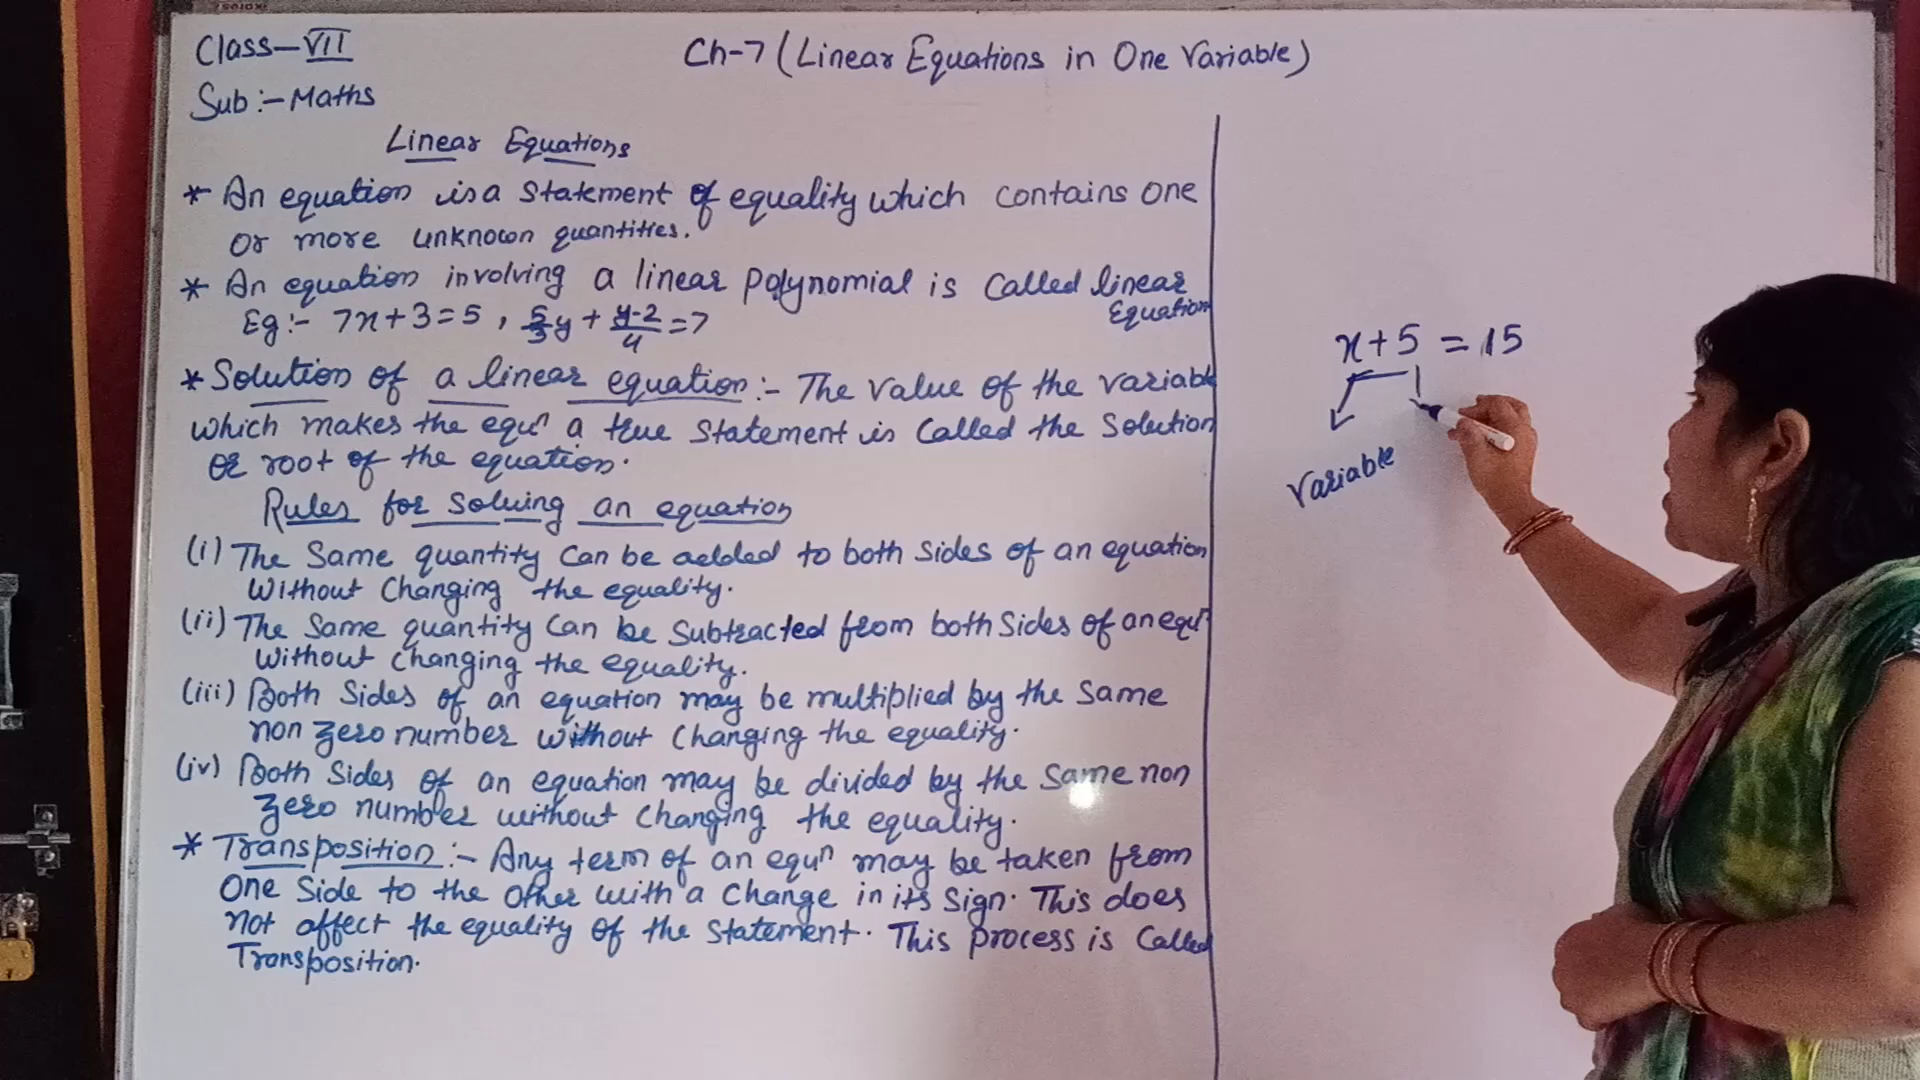 Class-VII
Ch-7 (Linear Equations in One Variable)
Sub:- Maths
Linear Equations
* An equation is a statement of equality which contains one
or more unknown quantities.
* An equation involving a linear polynomial is called linear
Equation
Eg:- 7x+3=5, 5/3y + y-2/4 =7
* Solution of a linear equation:- The value of the variable
which makes the equⁿ a true statement is called the solution
or root of the equation.
Rules for solving an equation
(i) The same quantity can be added to both sides of an equation
without changing the equality.
(ii) The same quantity can be subtracted from both sides of an equⁿ
without changing the equality.
(iii) Both sides of an equation may be multiplied by the same
non zero number without changing the equality.
(iv) Both sides of an equation may be divided by the same non
zero number without changing the equality.
* Transposition:- Any term of an equⁿ may be taken from
one side to the other with a change in its sign. This does
not affect the equality of the statement. This process is called
Transposition.
x+5 = 15
Variable